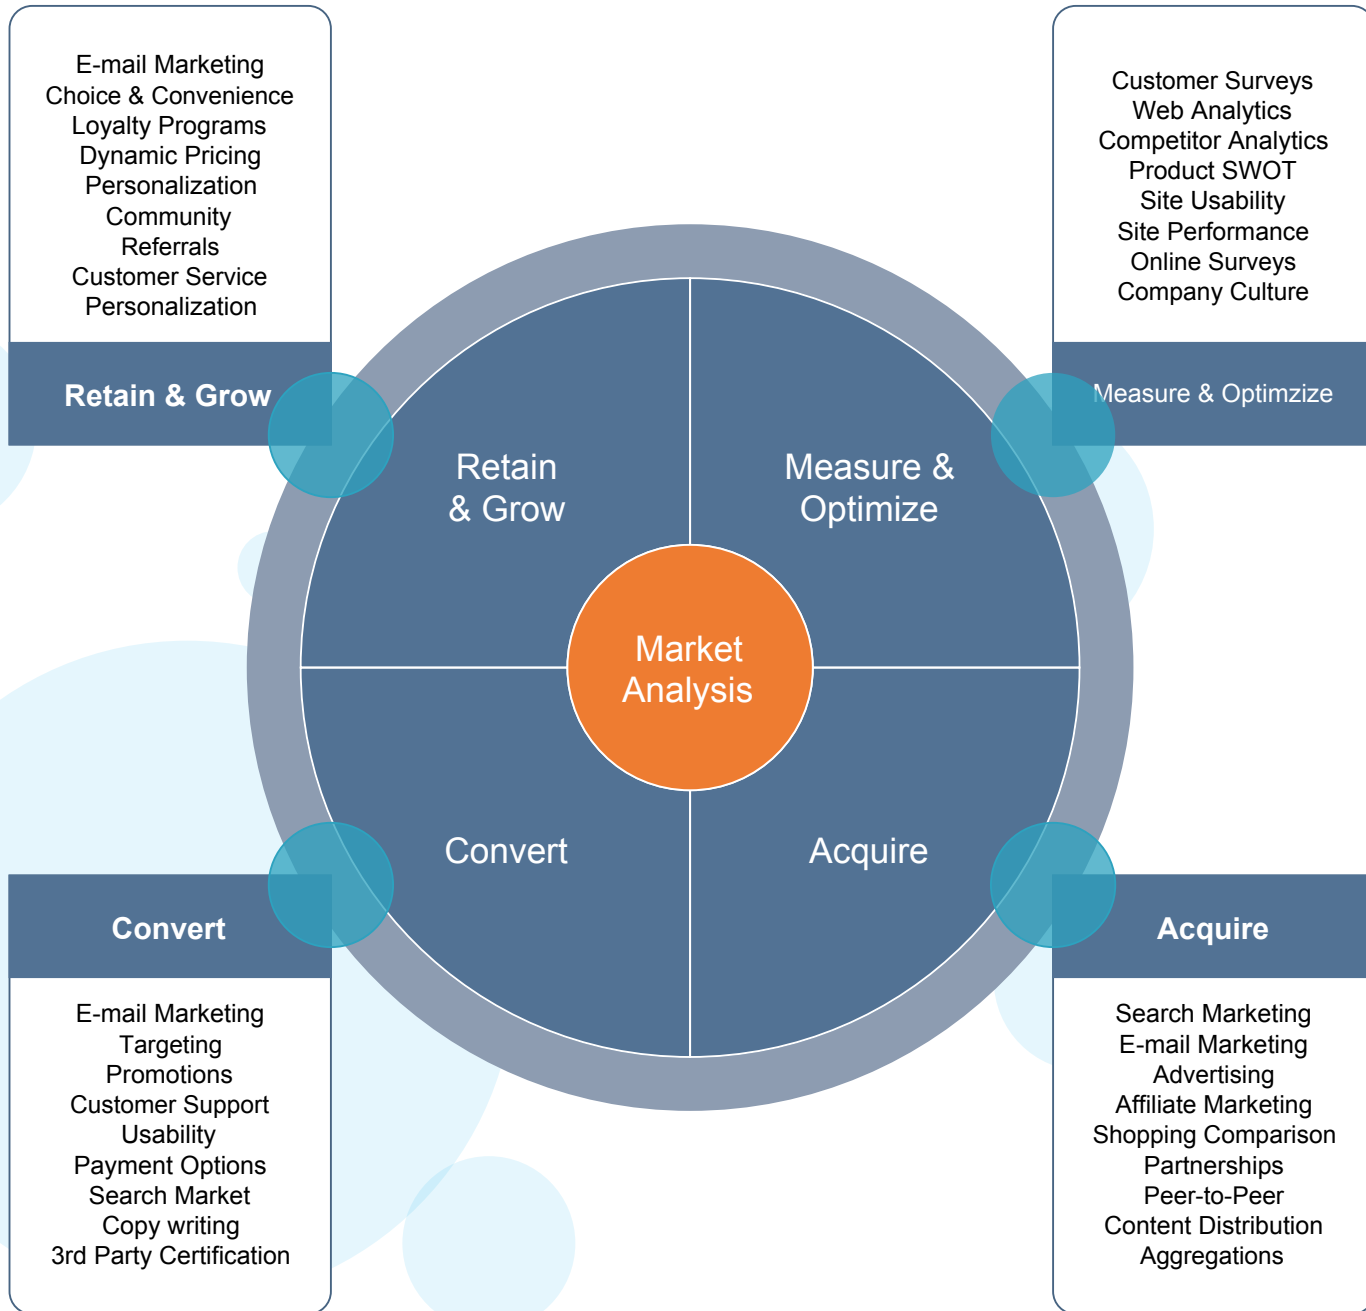 E-mail Marketing
Choice & Convenience
Loyalty Programs
Dynamic Pricing
Personalization
Community
Referrals
Customer Service
Personalization
Retain & Grow
Customer Surveys
Web Analytics
Competitor Analytics
Product SWOT
Site Usability
Site Performance
Online Surveys
Company Culture
Measure & Optimzize
Retain
& Grow
Measure &
Optimize
Market
Analysis
Convert
Acquire
Convert
E-mail Marketing
Targeting
Promotions
Customer Support
Usability
Payment Options
Search Market
Copy writing
3rd Party Certification
Acquire
Search Marketing
E-mail Marketing
Advertising
Affiliate Marketing
Shopping Comparison
Partnerships
Peer-to-Peer
Content Distribution
Aggregations